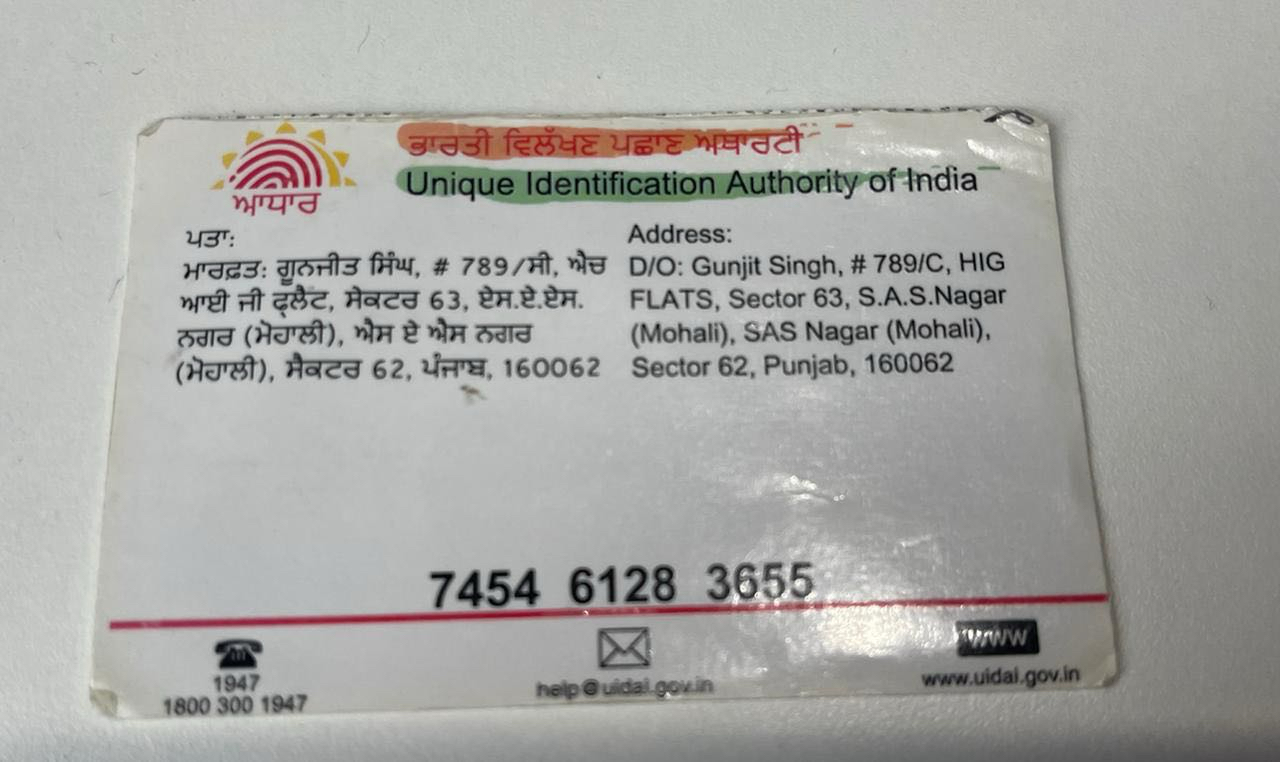 ਆਧਾਰ
ਭਾਰਤੀ ਵਿਲੱਖਣ ਪਛਾਣ ਅਥਾਰਟੀ
Unique Identification Authority of India
ਪਤਾ:
ਮਾਰਫ਼ਤ: ਗੂਨਜੀਤ ਸਿੰਘ, # 789/ਸੀ, ਐਚ
ਆਈ ਜੀ ਫ੍ਲੈਟ, ਸੇਕਟਰ 63, ਏਸ.ਏ.ਏਸ.
ਨਗਰ (ਮੋਹਾਲੀ), ਐਸ ਏ ਐਸ ਨਗਰ
(ਮੋਹਾਲੀ), ਸੈਕਟਰ 62, ਪੰਜਾਬ, 160062
Address:
D/O: Gunjit Singh, # 789/C, HIG
FLATS, Sector 63, S.A.S.Nagar
(Mohali), SAS Nagar (Mohali),
Sector 62, Punjab, 160062
7454 6128 3655
1947
1800 300 1947
help@uidai.gov.in
WWW
www.uidai.gov.in